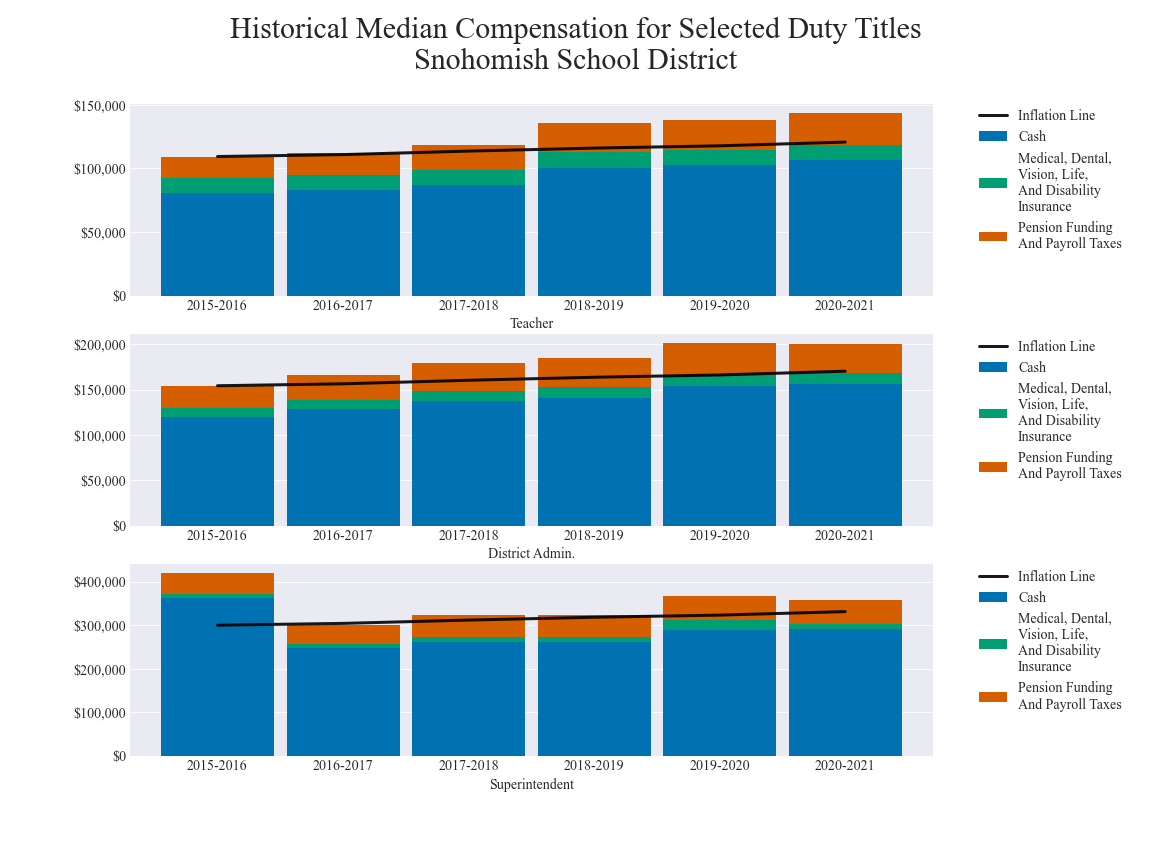 Historical Median Compensation for Selected Duty Titles
Snohomish School District
$150,000
$100,000
$50,000
$0
2015-2016 2016-2017 2017-2018 2018-2019 2019-2020 2020-2021
Teacher
Inflation Line
Cash
Medical, Dental,
Vision, Life,
And Disability
Insurance
Pension Funding
And Payroll Taxes
$200,000
$150,000
$100,000
$50,000
$0
2015-2016 2016-2017 2017-2018 2018-2019 2019-2020 2020-2021
District Admin.
Inflation Line
Cash
Medical, Dental,
Vision, Life,
And Disability
Insurance
Pension Funding
And Payroll Taxes
$400,000
$300,000
$200,000
$100,000
$0
2015-2016 2016-2017 2017-2018 2018-2019 2019-2020 2020-2021
Superintendent
Inflation Line
Cash
Medical, Dental,
Vision, Life,
And Disability
Insurance
Pension Funding
And Payroll Taxes